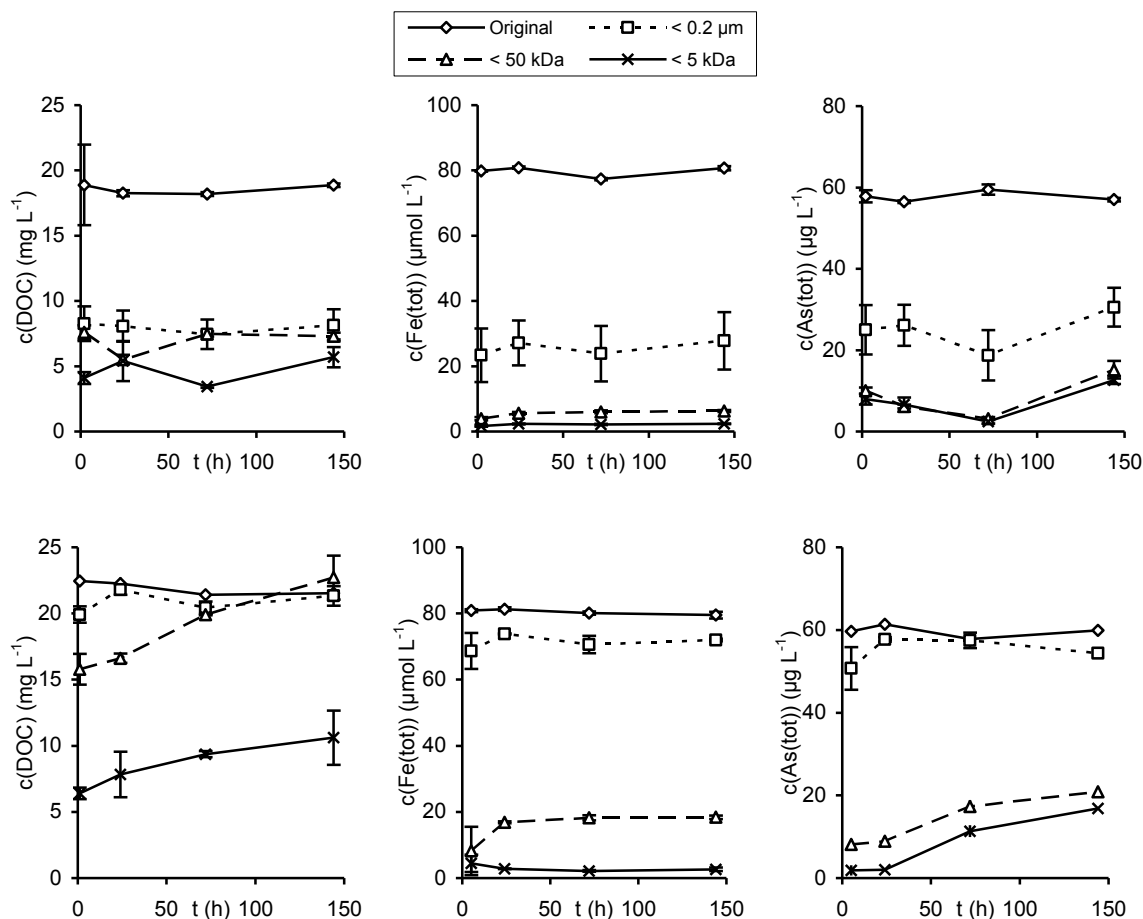 Original
< 0.2 µm
< 50 kDa
< 5 kDa
c(DOC) (mg L⁻¹)
25
20
15
10
5
0
0 50 t (h) 100 150
c(Fe(tot)) (µmol L⁻¹)
100
80
60
40
20
0
0 50 t (h) 100 150
c(As(tot)) (µg L⁻¹)
80
60
40
20
0
0 50 t (h) 100 150
c(DOC) (mg L⁻¹)
25
20
15
10
5
0
0 50 t (h) 100 150
c(Fe(tot)) (µmol L⁻¹)
100
80
60
40
20
0
0 50 t (h) 100 150
c(As(tot)) (µg L⁻¹)
80
60
40
20
0
0 50 t (h) 100 150